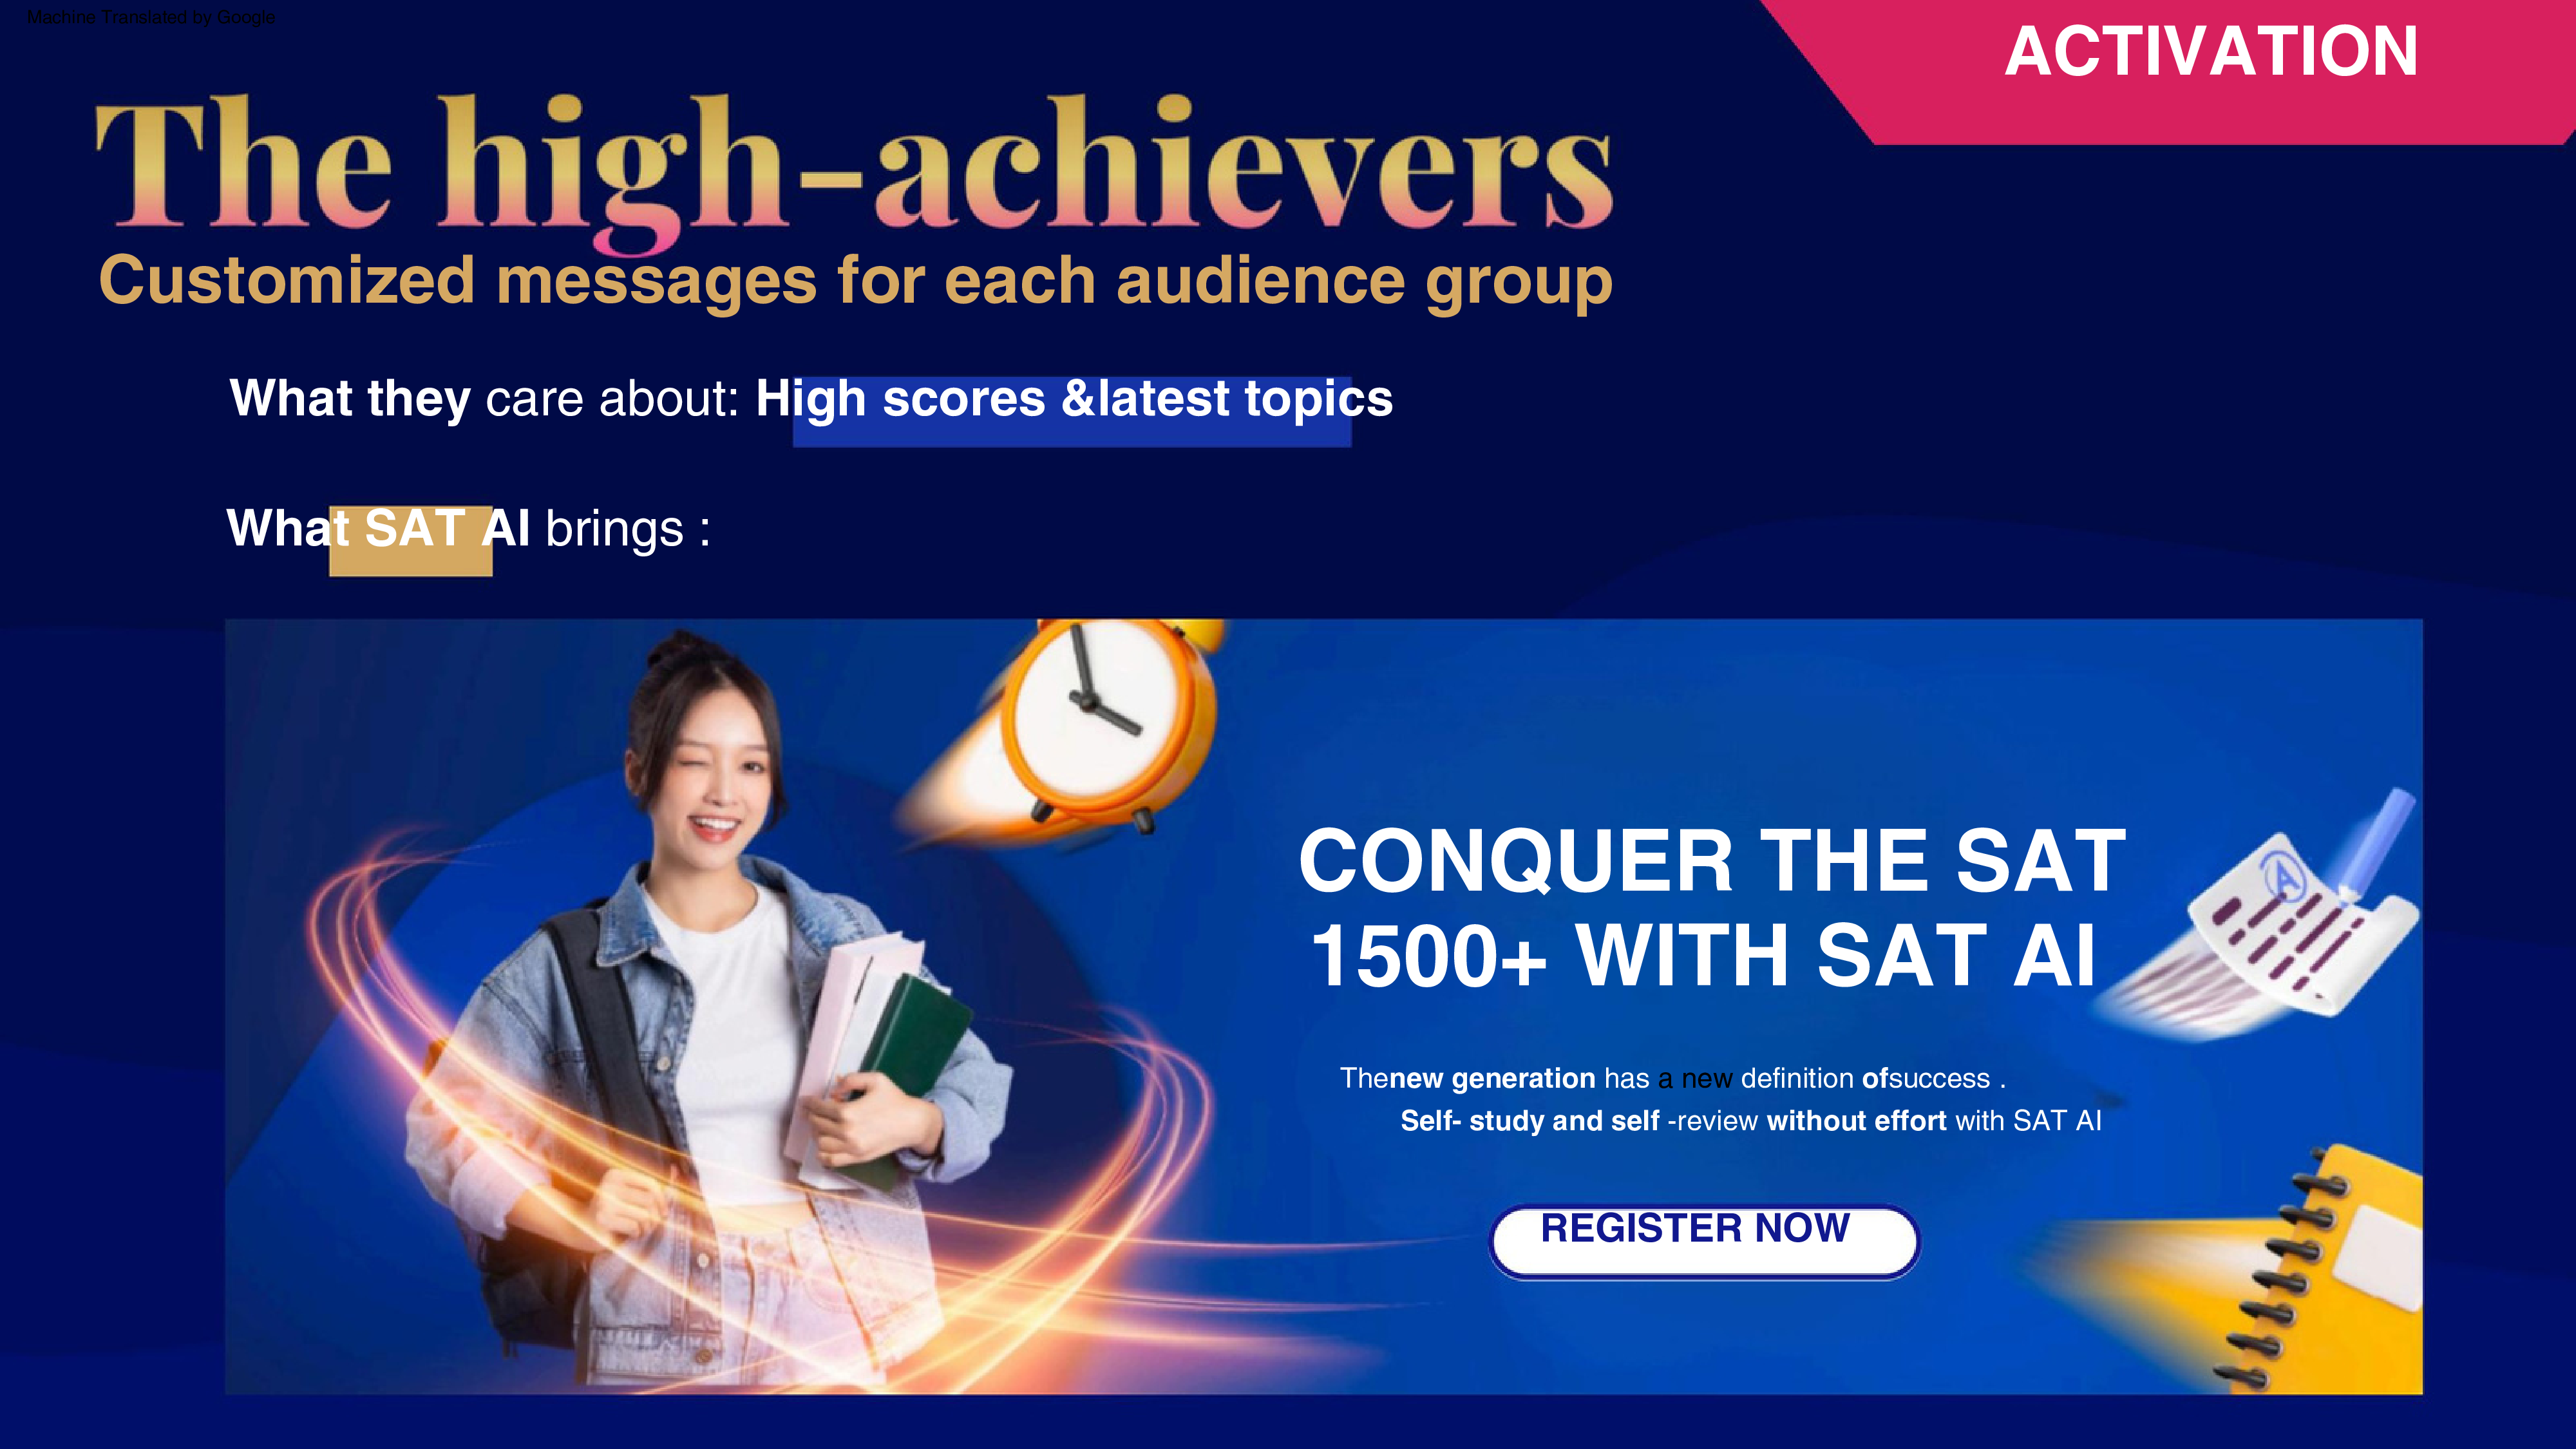 Machine Translated by Google
ACTIVATION
The high-achievers
Customized messages for each audience group
What they care about: High scores &latest topics
What SAT AI brings :
CONQUER THE SAT
1500+ WITH SAT AI
A
Thenew generation has a new definition ofsuccess .
Self- study and self -review without effort with SAT AI
REGISTER NOW